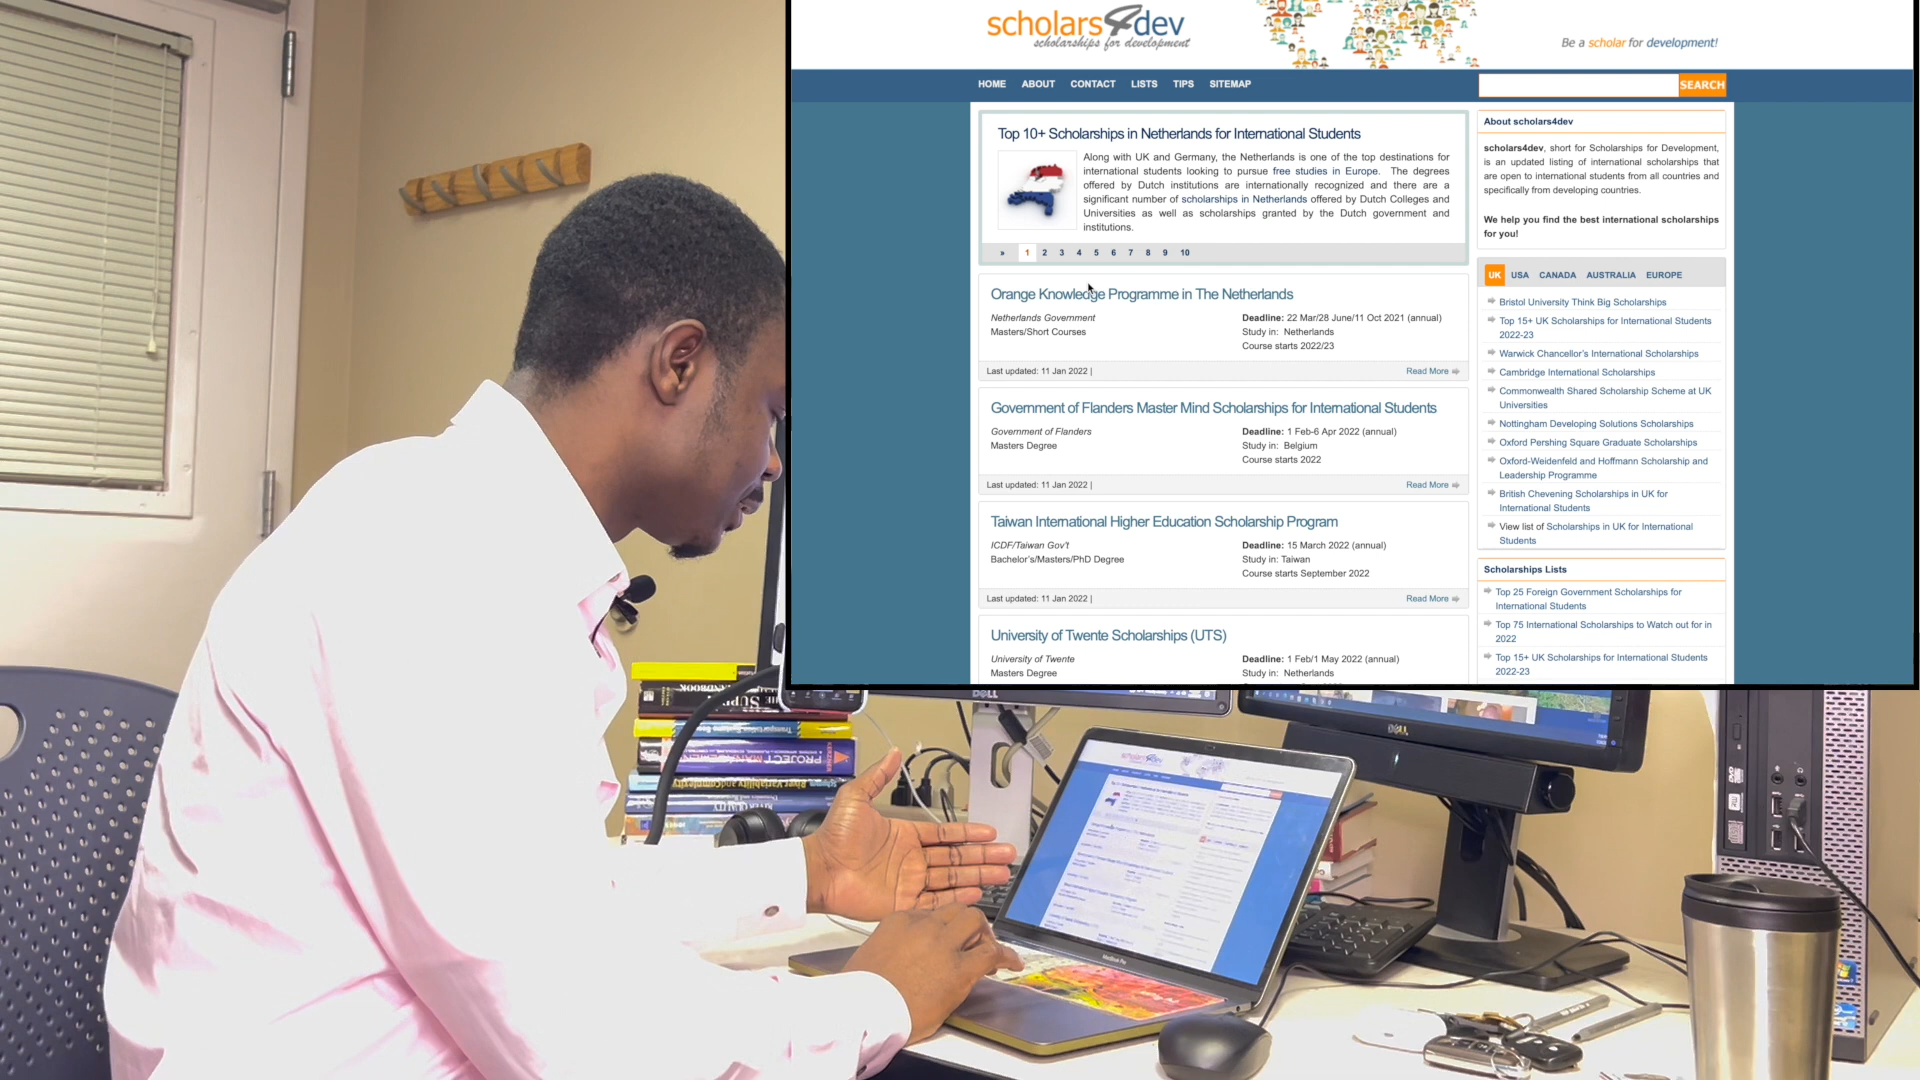 scholars4dev
scholarships for development
Be a scholar for development!
HOME ABOUT CONTACT LISTS TIPS SITEMAP
SEARCH
Top 10+ Scholarships in Netherlands for International Students
Along with UK and Germany, the Netherlands is one of the top destinations for
international students looking to pursue free studies in Europe. The degrees
offered by Dutch institutions are internationally recognized and there are a
significant number of scholarships in Netherlands offered by Dutch Colleges and
Universities as well as scholarships granted by the Dutch government and
institutions.
» 1 2 3 4 5 6 7 8 9 10
Orange Knowledge Programme in The Netherlands
Netherlands Government
Masters/Short Courses
Deadline: 22 Mar/28 June/11 Oct 2021 (annual)
Study in: Netherlands
Course starts 2022/23
Last updated: 11 Jan 2022 |
Read More
Government of Flanders Master Mind Scholarships for International Students
Government of Flanders
Masters Degree
Deadline: 1 Feb-6 Apr 2022 (annual)
Study in: Belgium
Course starts 2022
Last updated: 11 Jan 2022 |
Read More
Taiwan International Higher Education Scholarship Program
ICDF/Taiwan Gov't
Bachelor's/Masters/PhD Degree
Deadline: 15 March 2022 (annual)
Study in: Taiwan
Course starts September 2022
Last updated: 11 Jan 2022 |
Read More
University of Twente Scholarships (UTS)
University of Twente
Masters Degree
Deadline: 1 Feb/1 May 2022 (annual)
Study in: Netherlands
About scholars4dev
scholars4dev, short for Scholarships for Development,
is an updated listing of international scholarships that
are open to international students from all countries and
specifically from developing countries.
We help you find the best international scholarships
for you!
UK USA CANADA AUSTRALIA EUROPE
Bristol University Think Big Scholarships
Top 15+ UK Scholarships for International Students
2022-23
Warwick Chancellor's International Scholarships
Cambridge International Scholarships
Commonwealth Shared Scholarship Scheme at UK
Universities
Nottingham Developing Solutions Scholarships
Oxford Pershing Square Graduate Scholarships
Oxford-Weidenfeld and Hoffmann Scholarship and
Leadership Programme
British Chevening Scholarships in UK for
International Students
View list of Scholarships in UK for International
Students
Scholarships Lists
Top 25 Foreign Government Scholarships for
International Students
Top 75 International Scholarships to Watch out for in
2022
Top 15+ UK Scholarships for International Students
2022-23
DELL
DELL
PROJECT MANAGEMENT
River Variability and Complexity
scholars4dev
MacBook Pro